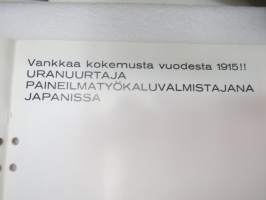 Vankkaa kokemusta vuodesta 1915!!
URANUURTAJA
PAINEILMATYÖKALUVALMISTAJANA
JAPANISSA